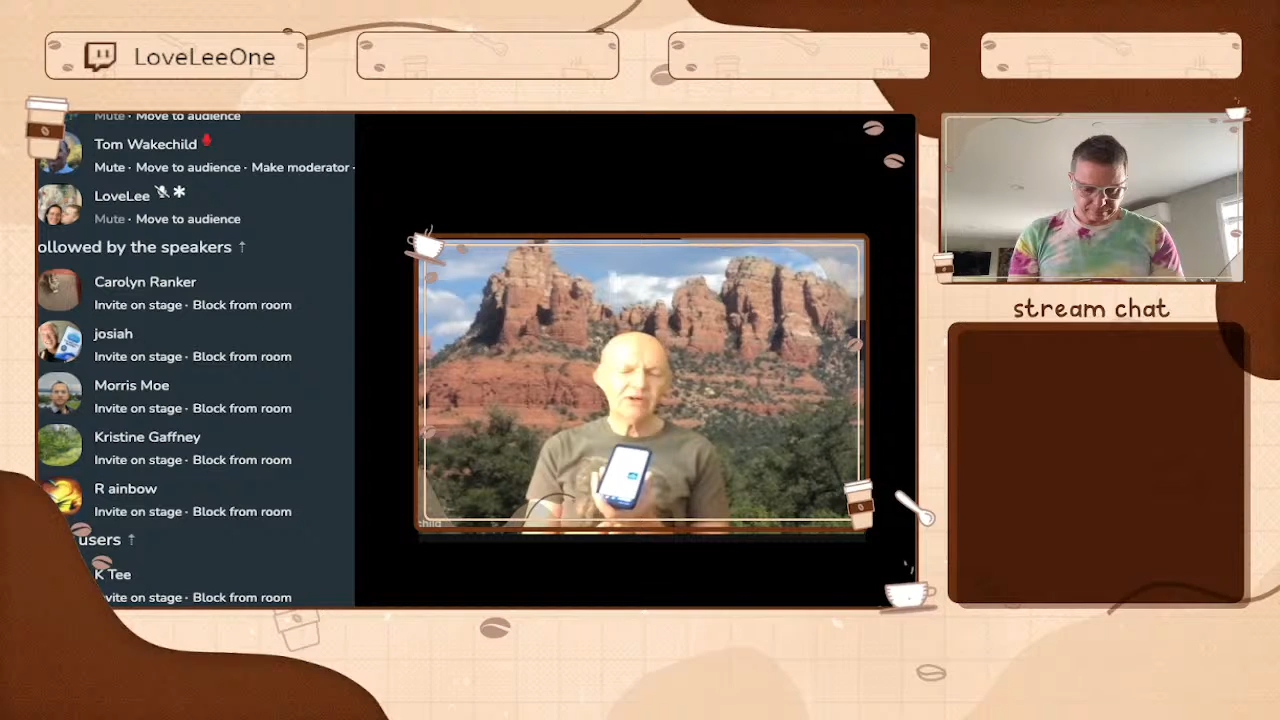 LoveLeeOne
Mute · Move to audience
Tom Wakechild
Mute · Move to audience · Make moderator ·
LoveLee
Mute · Move to audience
ollowed by the speakers ↑
Carolyn Ranker
Invite on stage · Block from room
josiah
Invite on stage · Block from room
Morris Moe
Invite on stage · Block from room
Kristine Gaffney
Invite on stage · Block from room
R ainbow
Invite on stage · Block from room
users ↑
K Tee
vite on stage · Block from room
child
stream chat